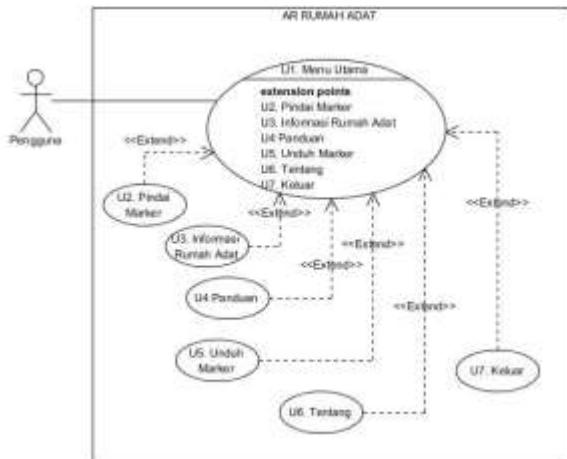 AR RUMAH ADAT
U1. Menu Utama
extension points
U2. Pindai Marker
U3. Informasi Rumah Adat
U4 Panduan
U5. Unduh Marker
U6. Tentang
U7. Keluar
Pengguna
<<Extend>>
U2. Pindai
Marker
<<Extend>>
U3. Informasi
Rumah Adat
<<Extend>>
<<Extend>>
U4 Panduan
<<Extend>>
<<Extend>>
U5. Unduh
Marker
U7. Keluar
U6. Tentang